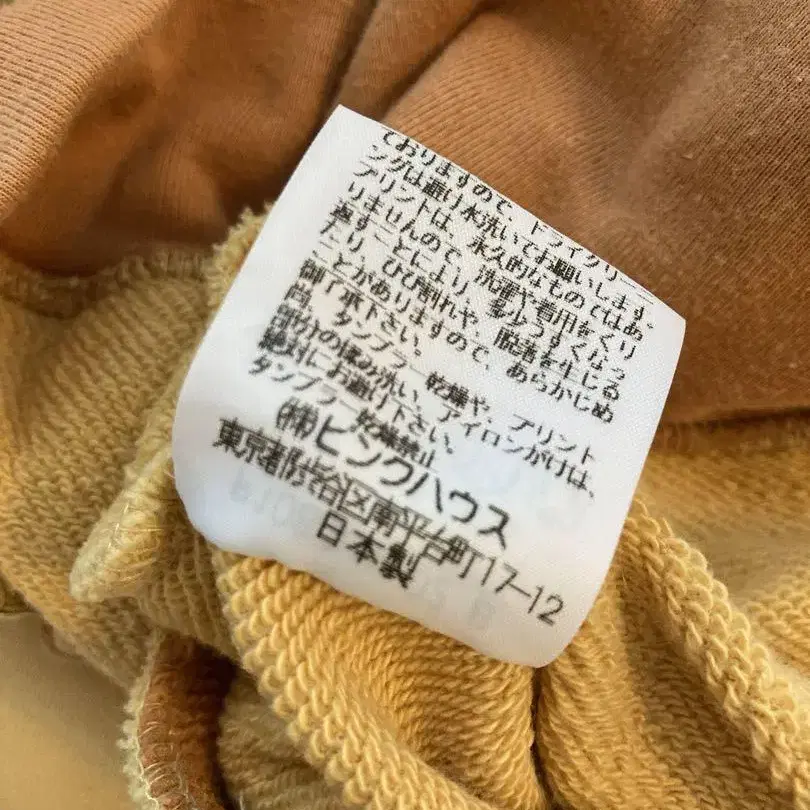 ておりますので、ドライクリーニ
ングは避け水洗いでお願いします。
プリントは、永久的なものではあ
りませんので、洗濯や着用をくり
返すことにより、多少うすくなっ
たり、ひび割れや、脱落を生じる
ことがありますので、あらかじめ
御了承下さい。
尚、タンブラー乾燥や、プリント
部分の揉み洗い、アイロンがけは、
絶対にお避け下さい。
タンブラー乾燥禁止
㈱ピンクハウス
東京都渋谷区南平台町17-12
日本製